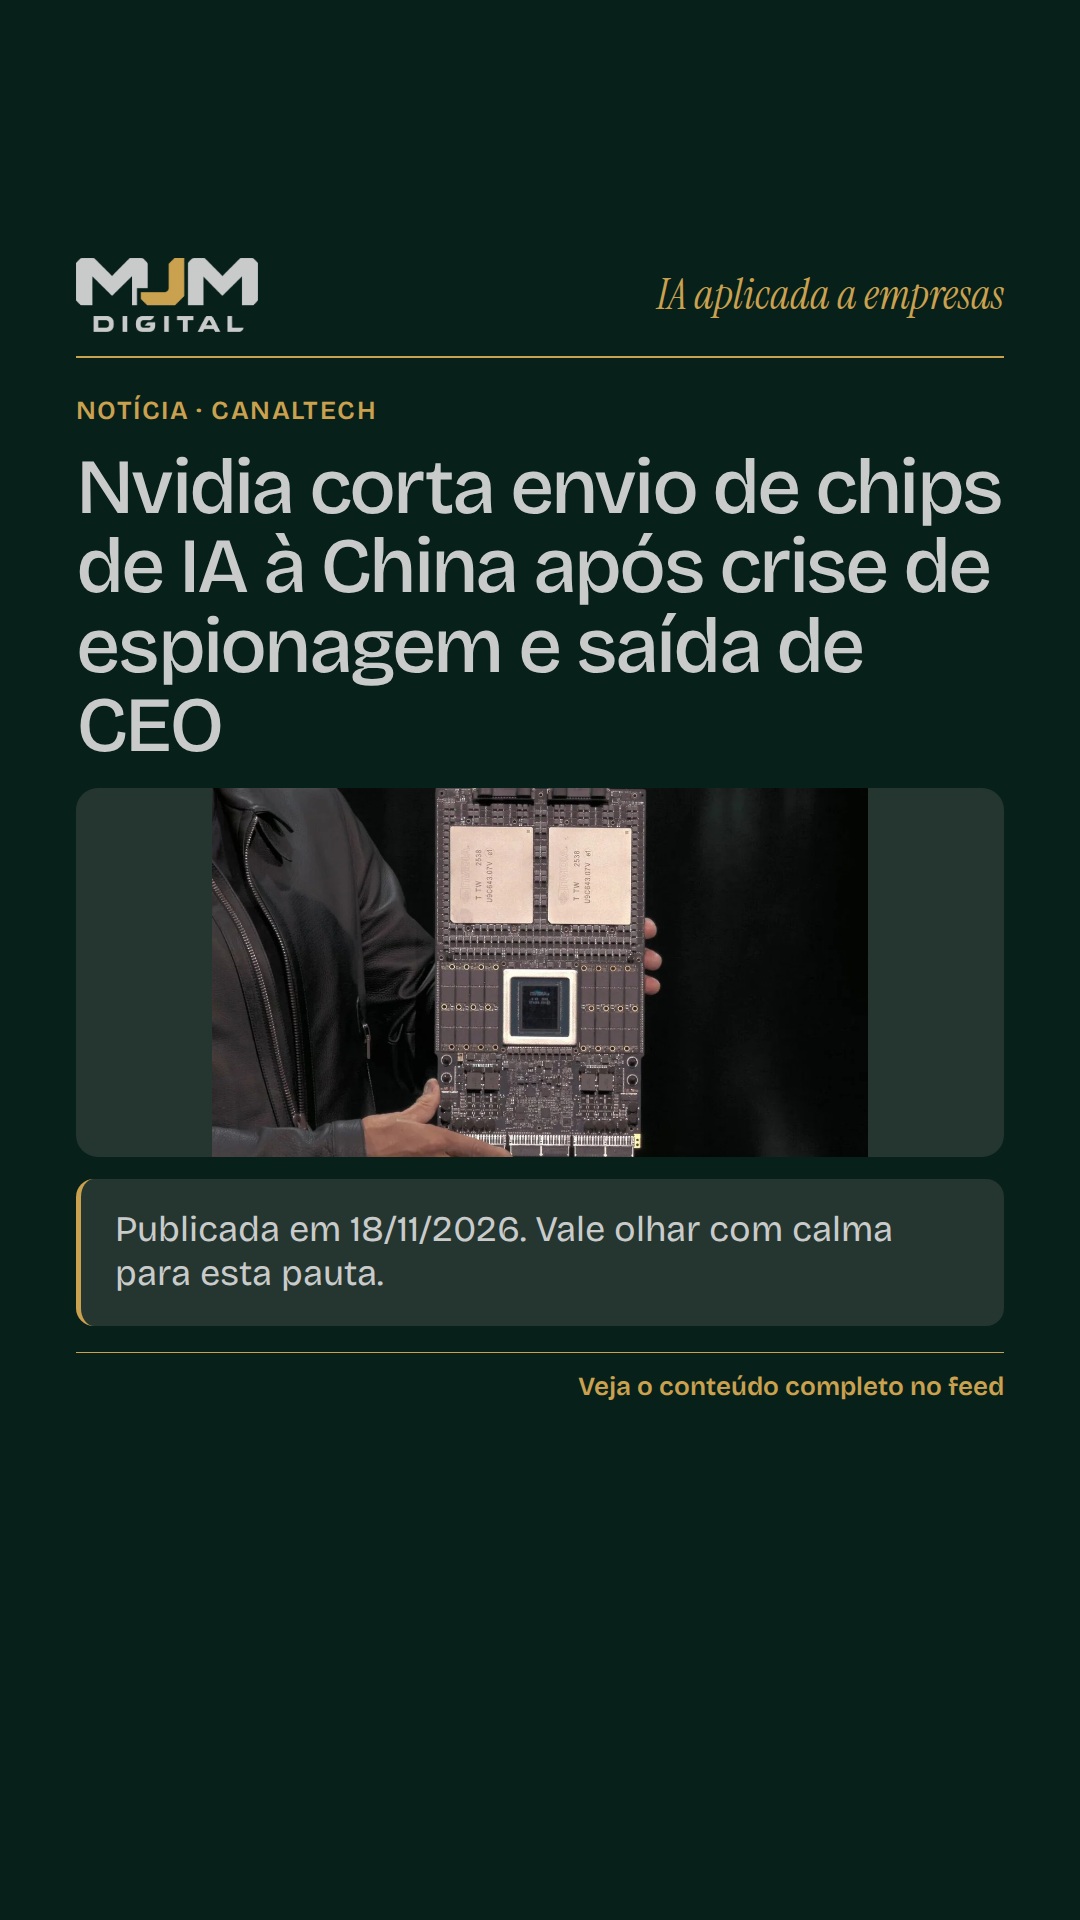 MJM
DIGITAL
IA aplicada a empresas
NOTÍCIA · CANALTECH
Nvidia corta envio de chips
de IA à China após crise de
espionagem e saída de
CEO
Publicada em 18/11/2026. Vale olhar com calma
para esta pauta.
Veja o conteúdo completo no feed